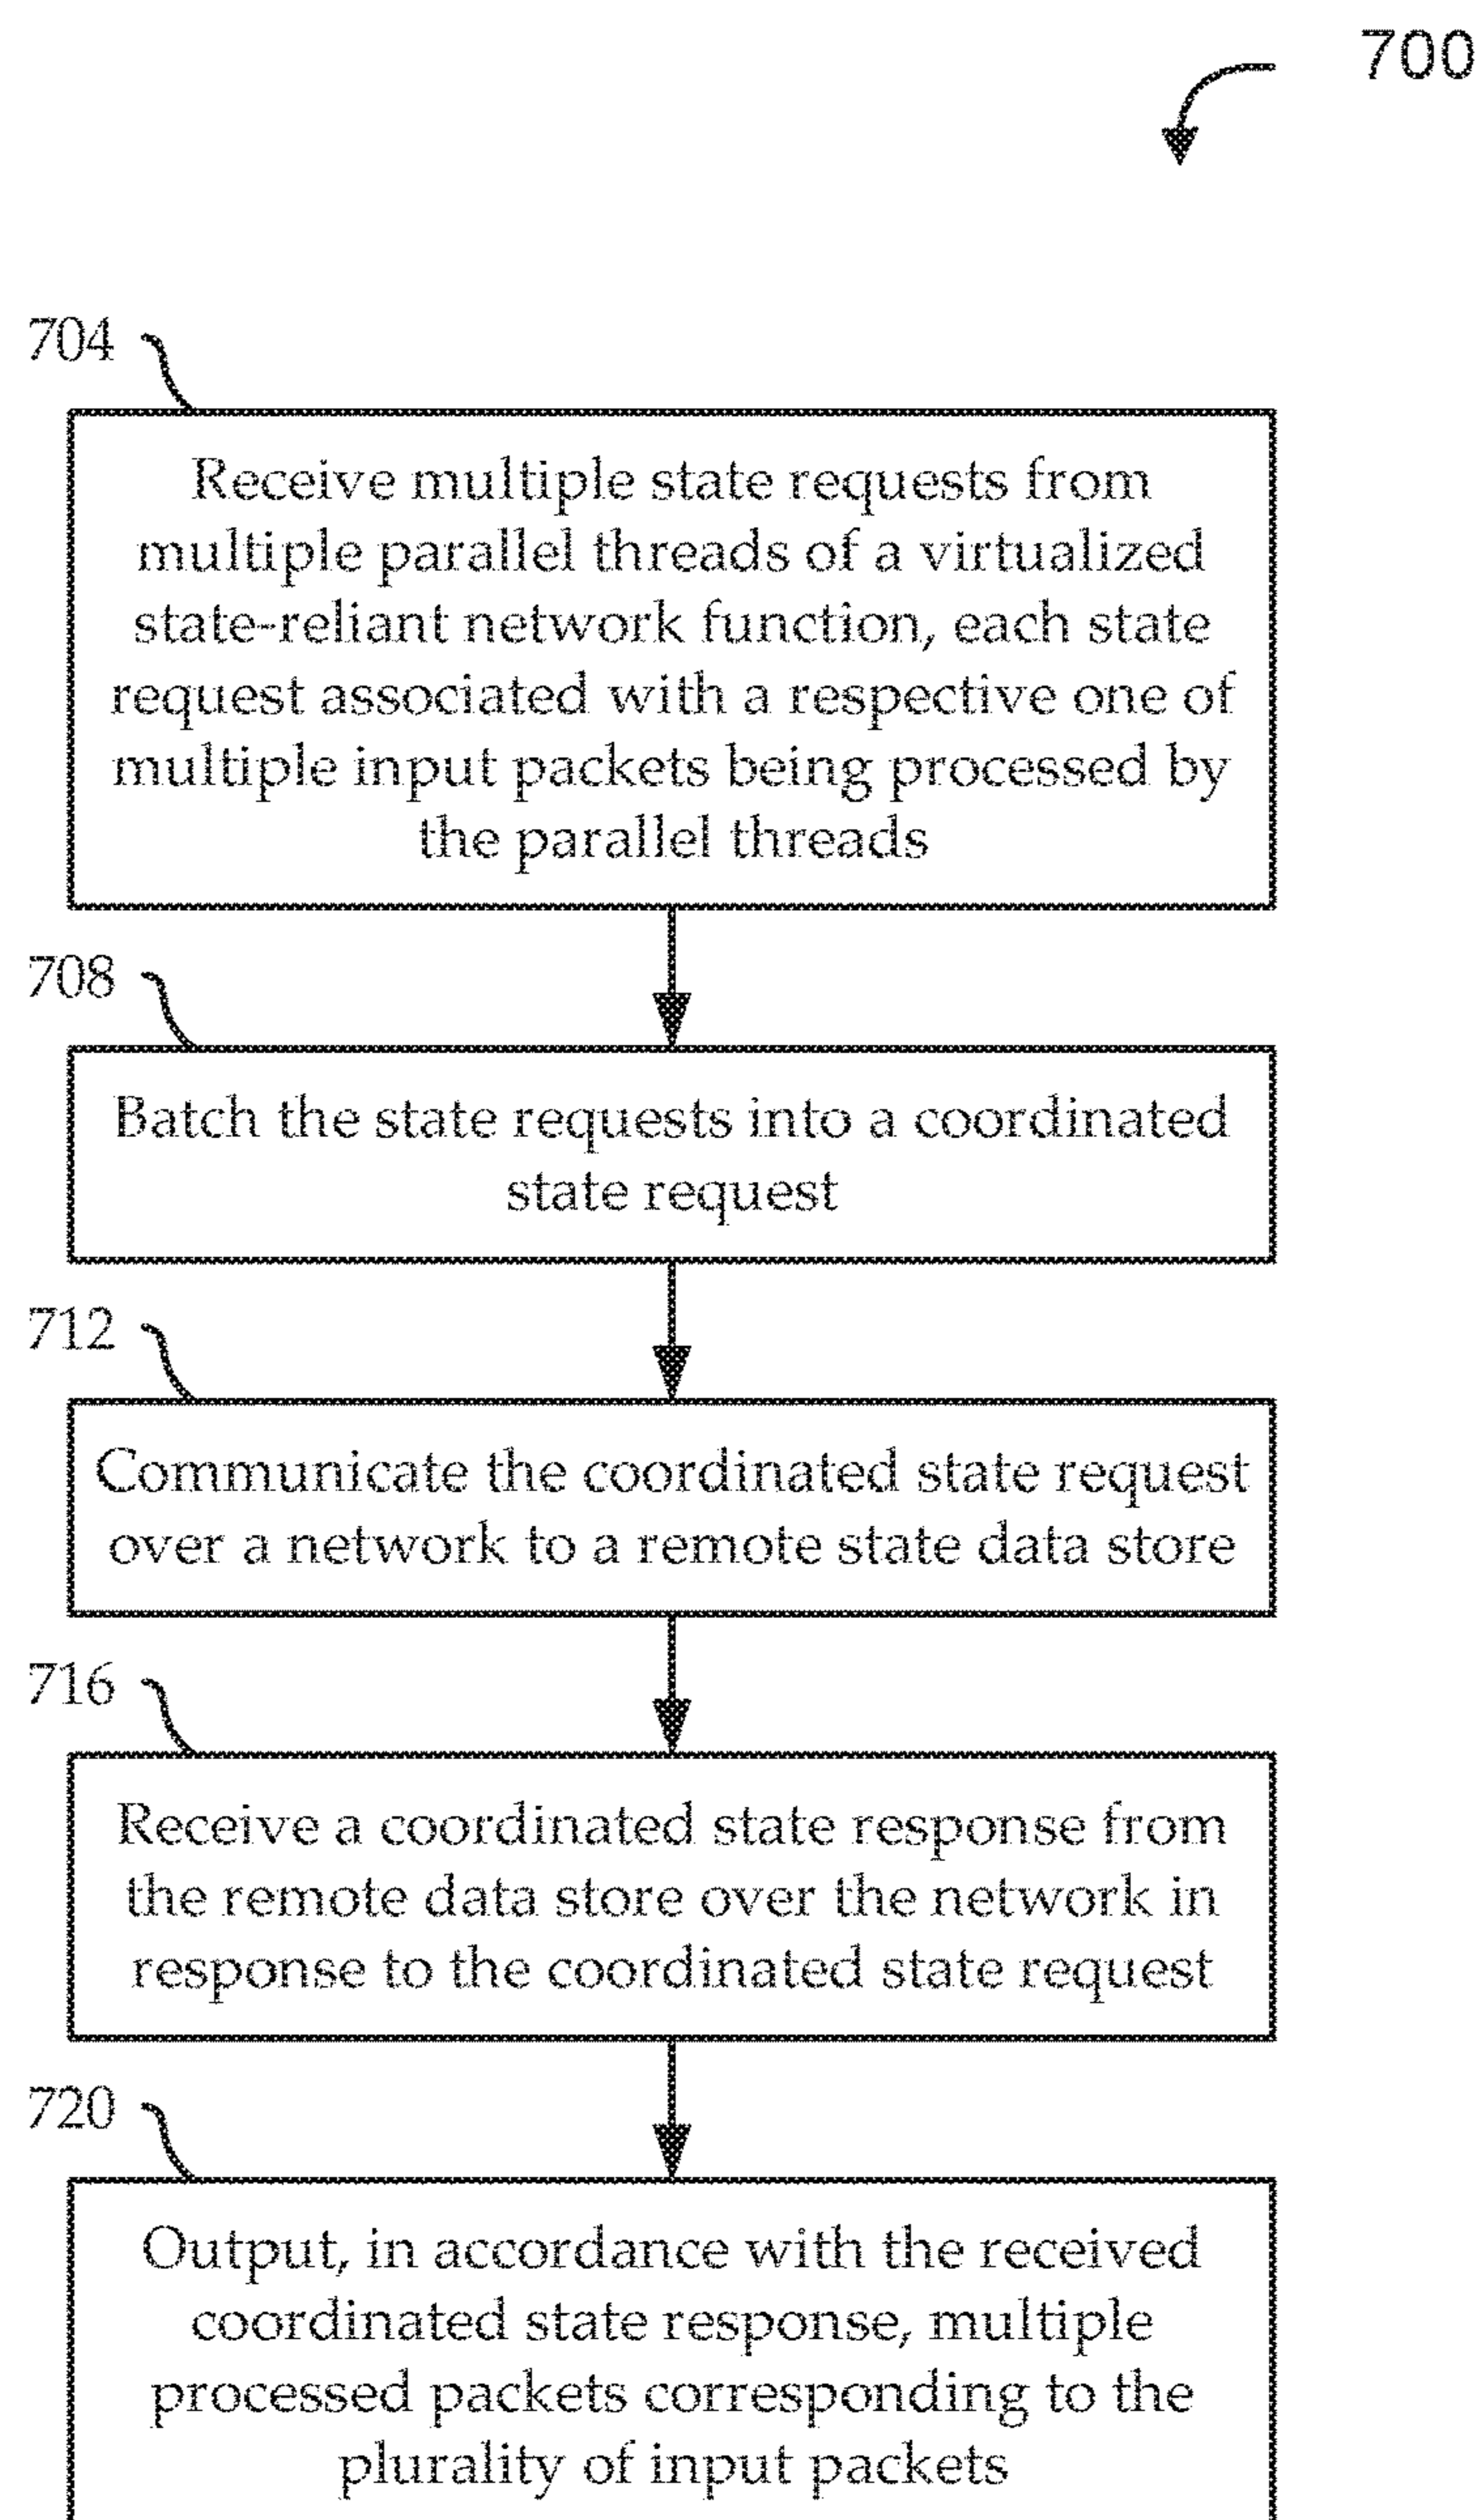 700
704
Receive multiple state requests from
multiple parallel threads of a virtualized
state-reliant network function, each state
request associated with a respective one of
multiple input packets being processed by
the parallel threads
708
Batch the state requests into a coordinated
state request
712
Communicate the coordinated state request
over a network to a remote state data store
716
Receive a coordinated state response from
the remote data store over the network in
response to the coordinated state request
720
Output, in accordance with the received
coordinated state response, multiple
processed packets corresponding to the
plurality of input packets